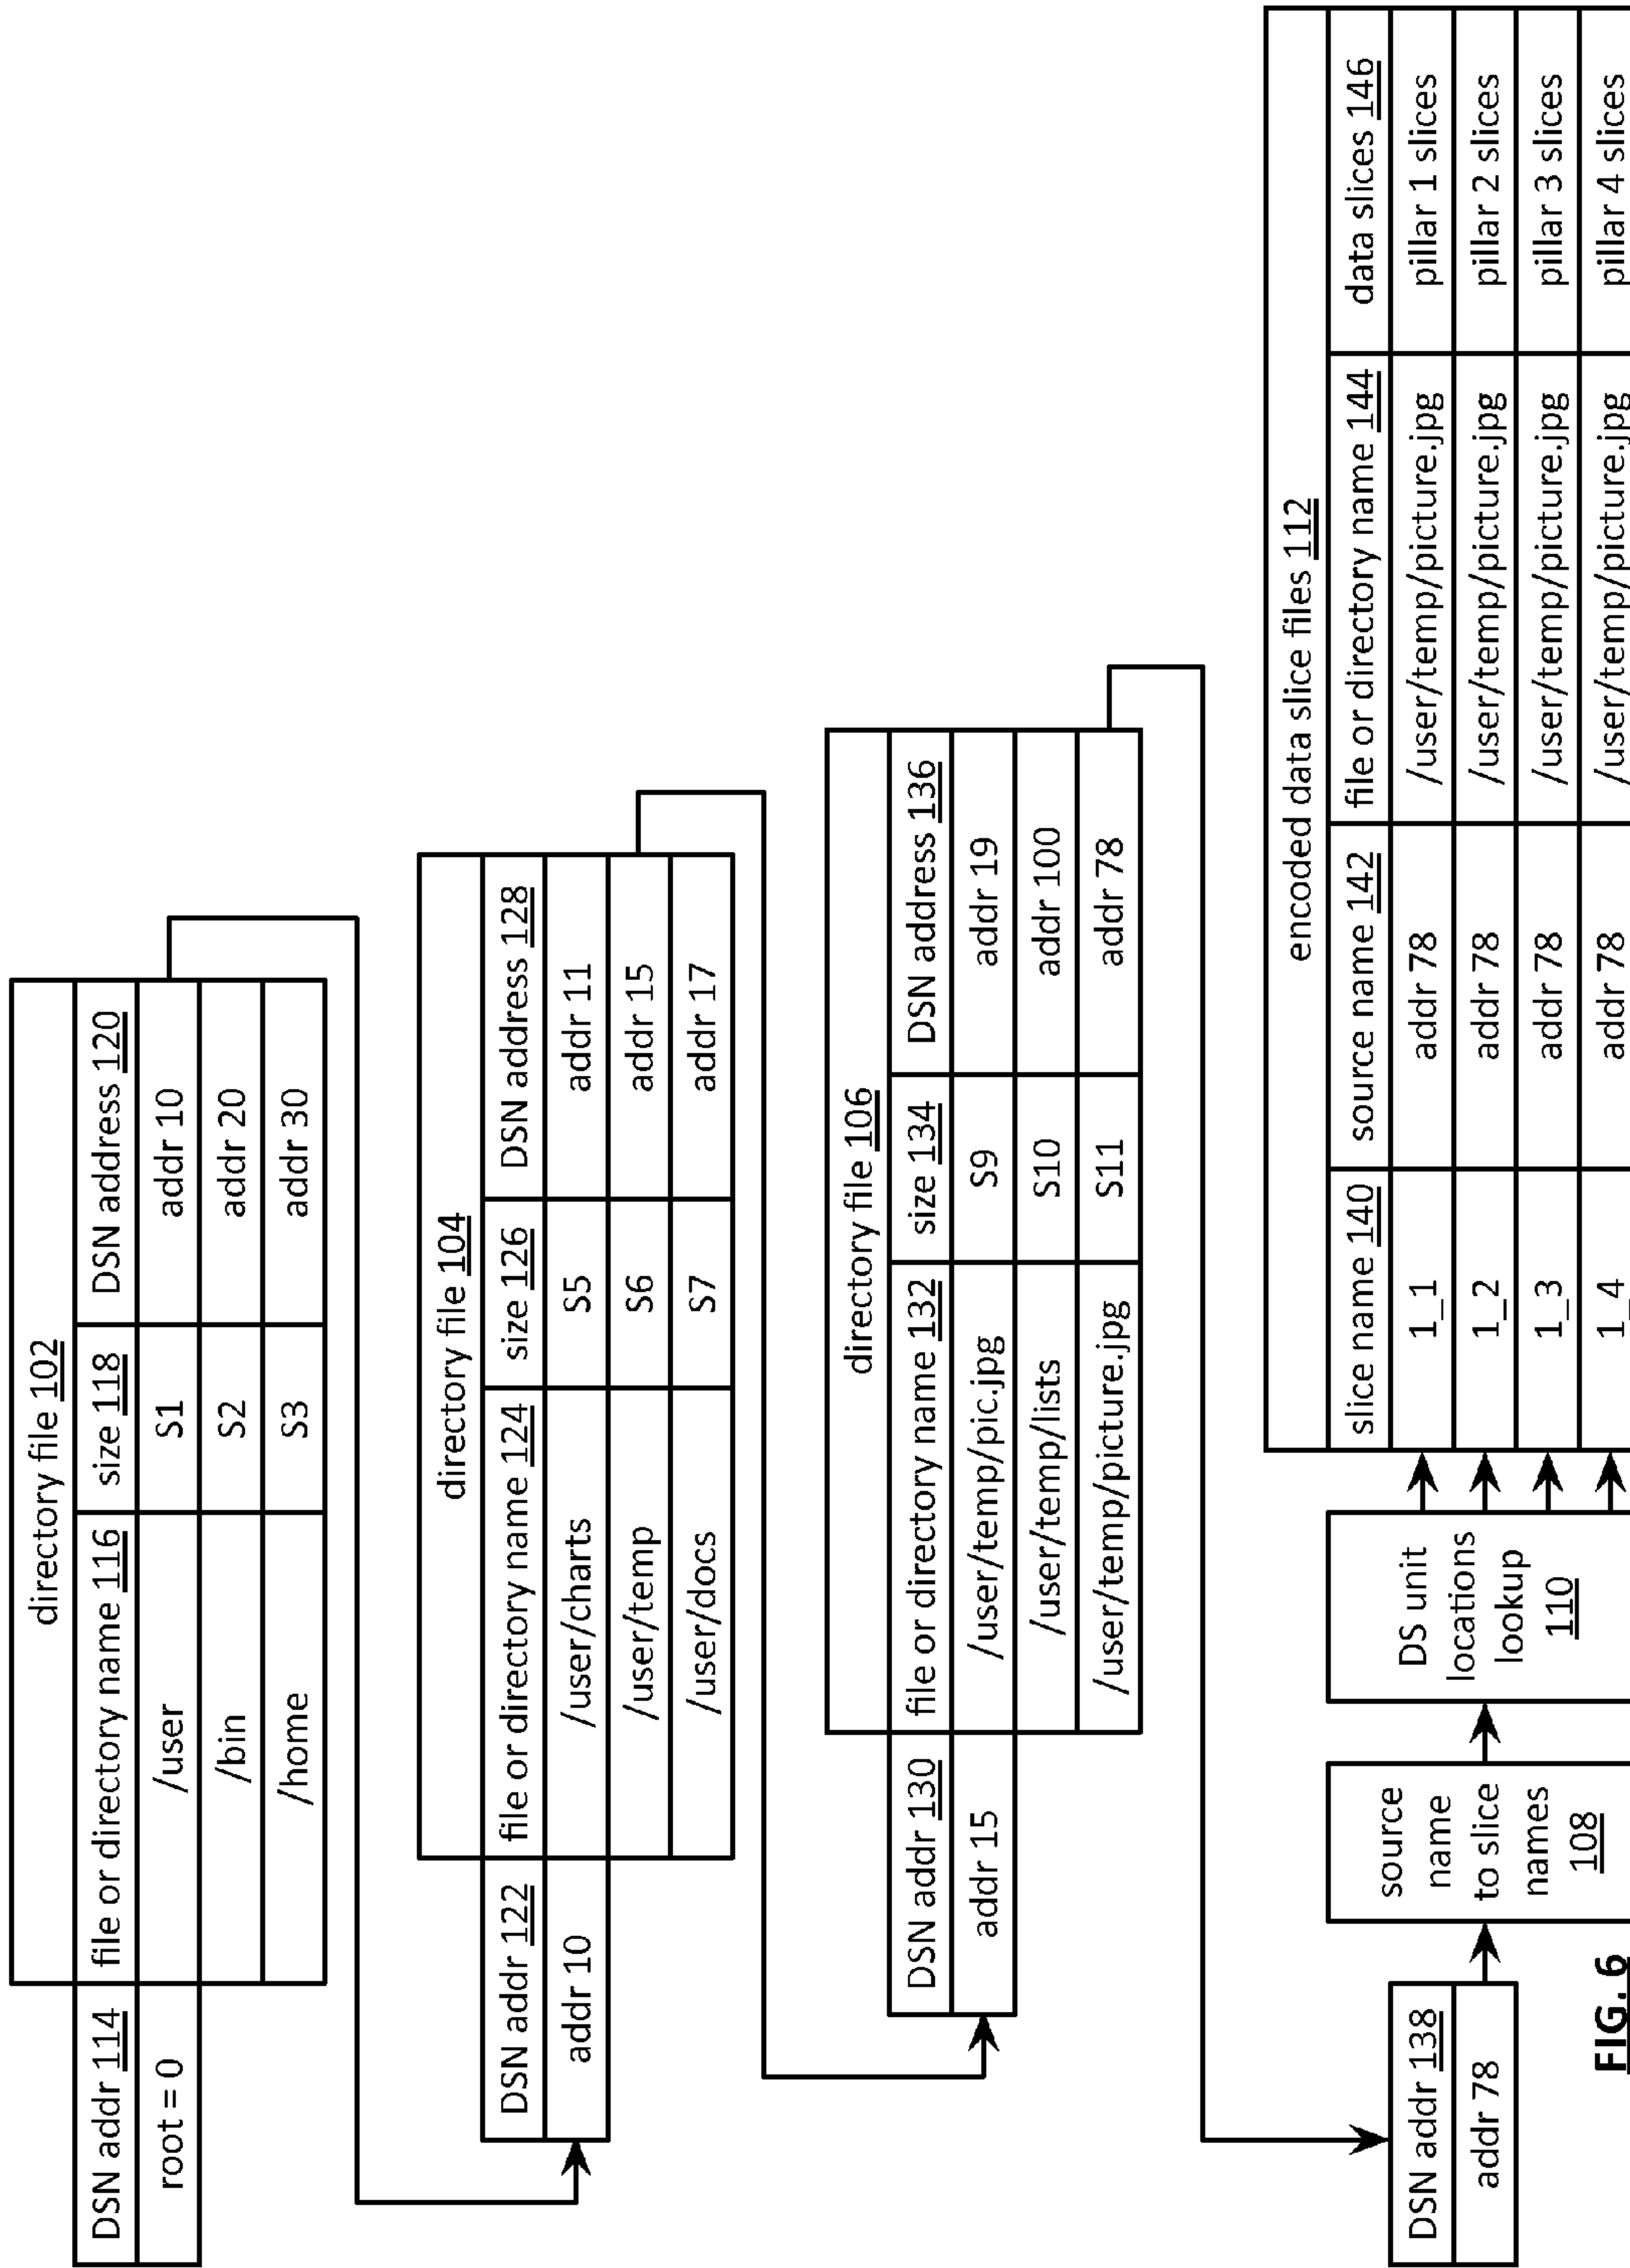 directory file 102
DSN addr 114 file or directory name 116 size 118 DSN address 120
root = 0 /user S1 addr 10
/bin S2 addr 20
/home S3 addr 30
directory file 104
DSN addr 122 file or directory name 124 size 126 DSN address 128
addr 10 /user/charts S5 addr 11
/user/temp S6 addr 15
/user/docs S7 addr 17
directory file 106
DSN addr 130 file or directory name 132 size 134 DSN address 136
addr 15 /user/temp/pic.jpg S9 addr 19
/user/temp/lists S10 addr 100
/user/temp/picture.jpg S11 addr 78
DSN addr 138
addr 78
source
name
to slice
names
108
DS unit
locations
lookup
110
encoded data slice files 112
slice name 140 source name 142 file or directory name 144 data slices 146
1_1 addr 78 /user/temp/picture.jpg pillar 1 slices
1_2 addr 78 /user/temp/picture.jpg pillar 2 slices
1_3 addr 78 /user/temp/picture.jpg pillar 3 slices
1_4 addr 78 /user/temp/picture.jpg pillar 4 slices
FIG. 6